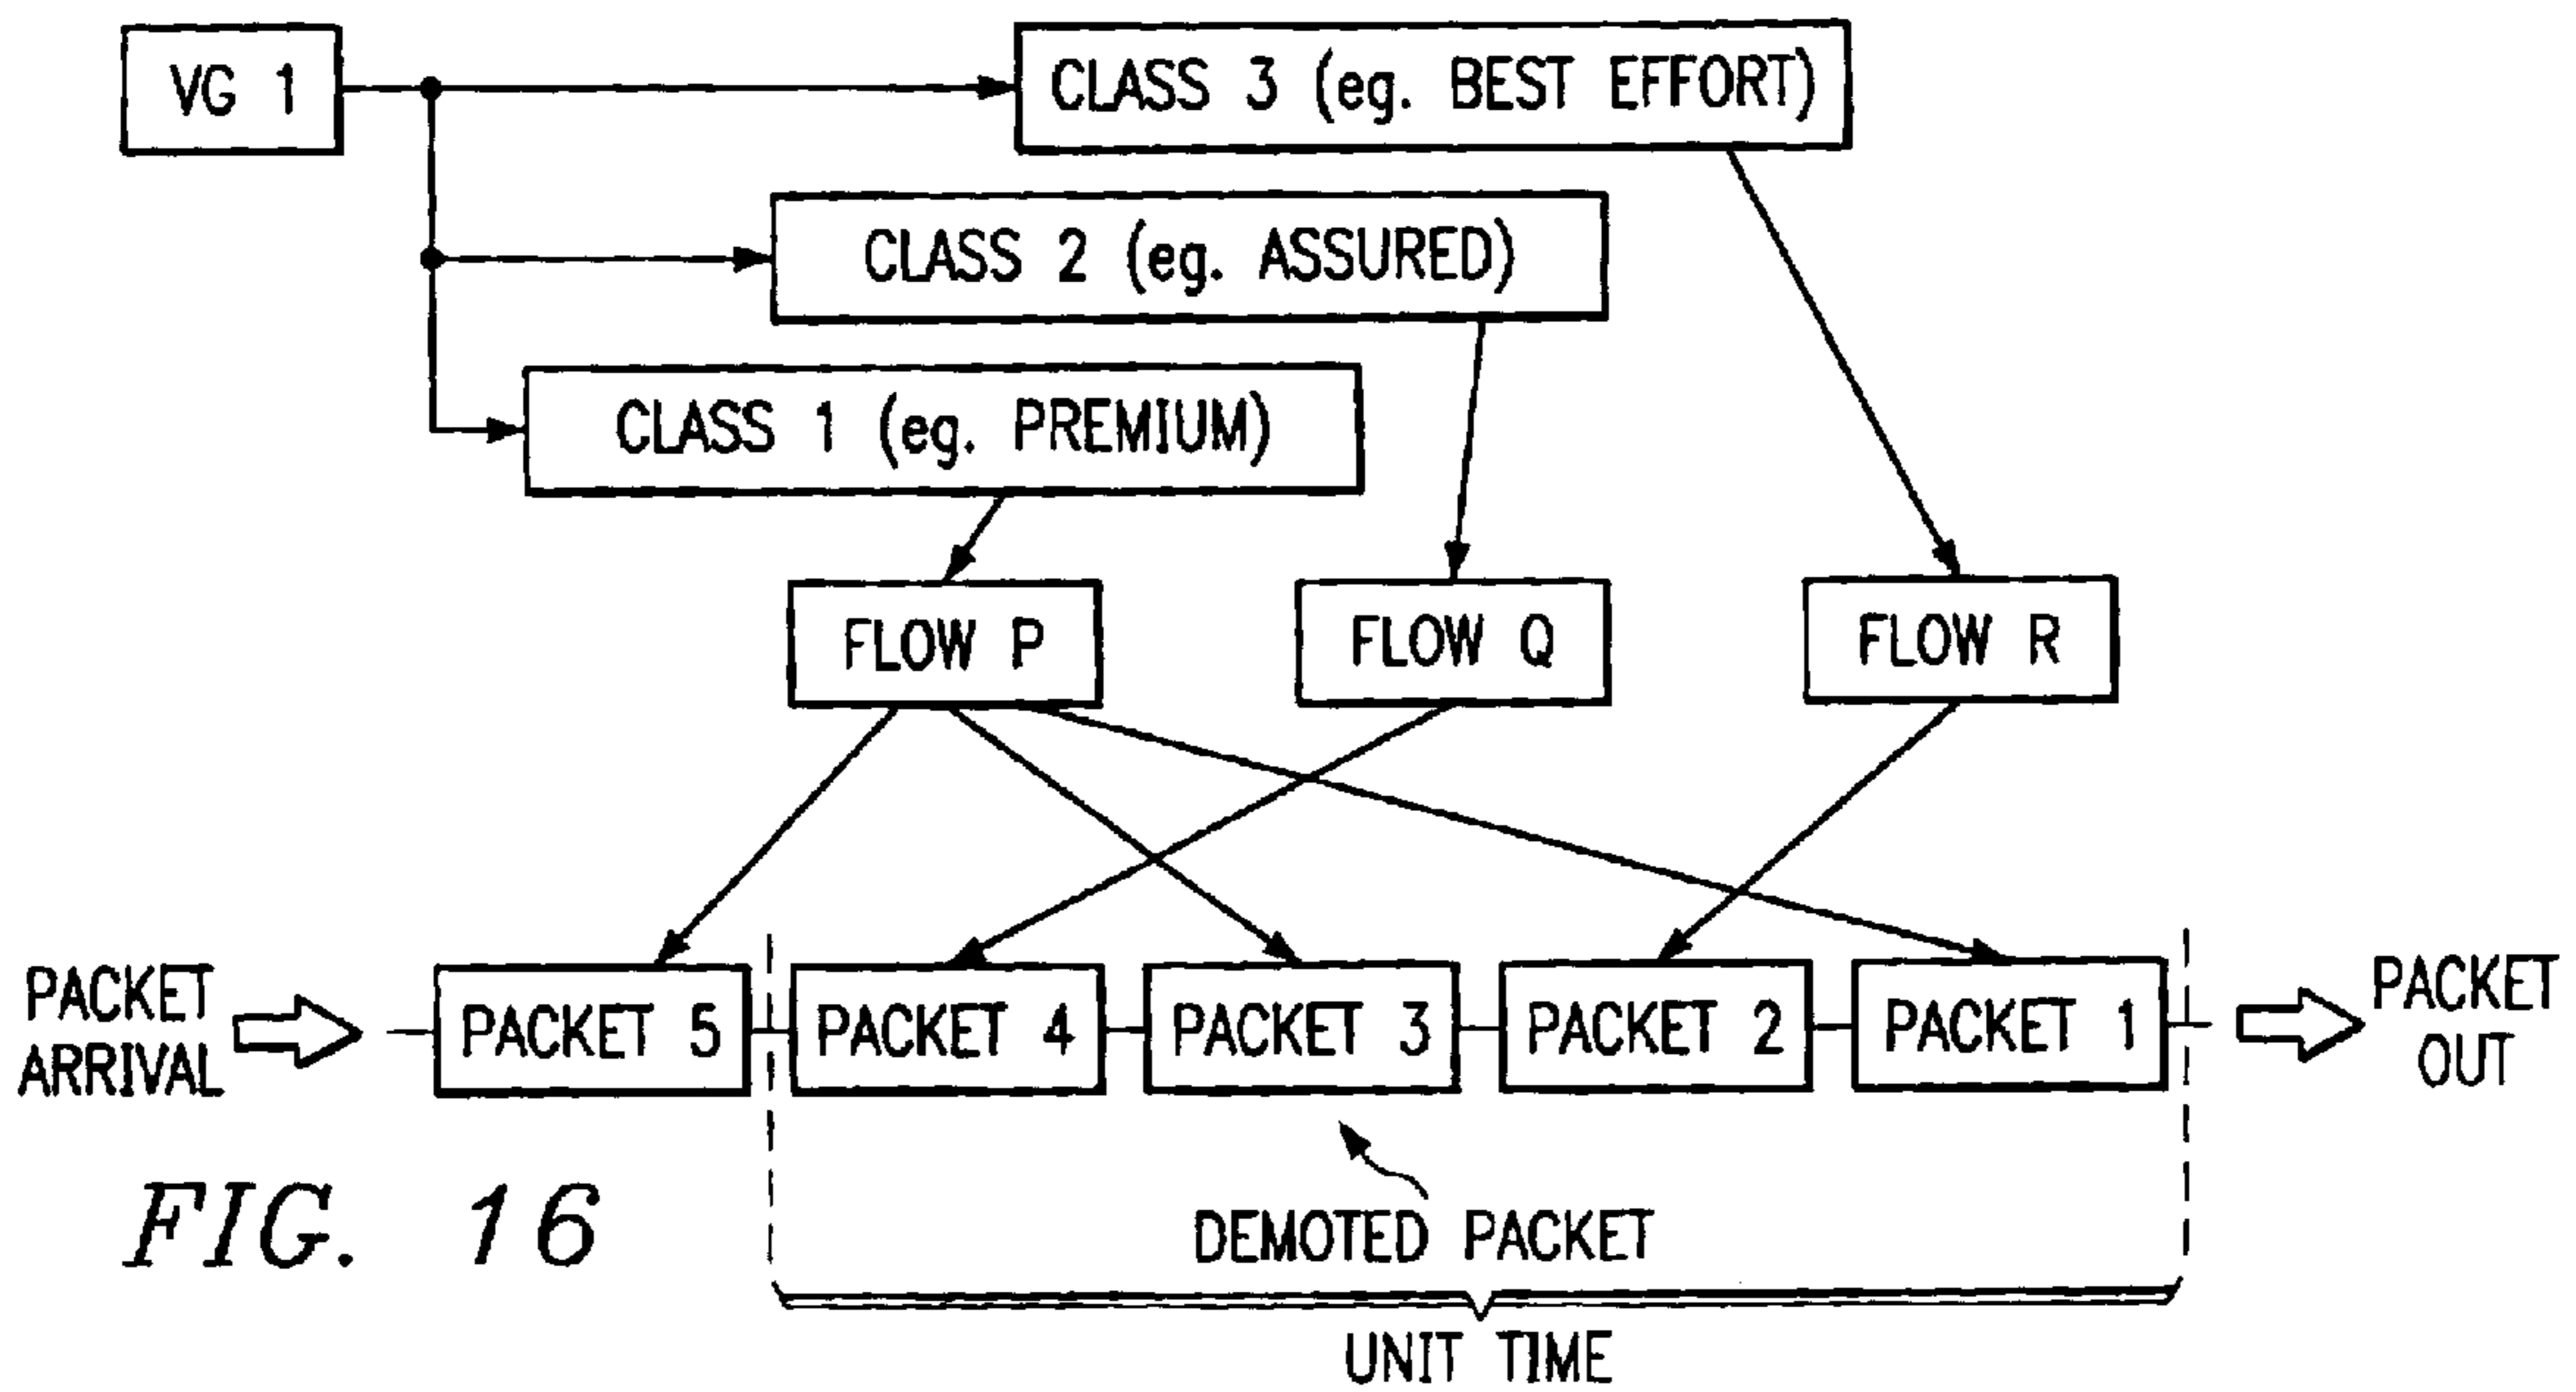 VG 1
CLASS 3 (eg. BEST EFFORT)
CLASS 2 (eg. ASSURED)
CLASS 1 (eg. PREMIUM)
FLOW P
FLOW Q
FLOW R
PACKET
ARRIVAL
PACKET 5
PACKET 4
PACKET 3
PACKET 2
PACKET 1
PACKET
OUT
DEMOTED PACKET
UNIT TIME
FIG. 16